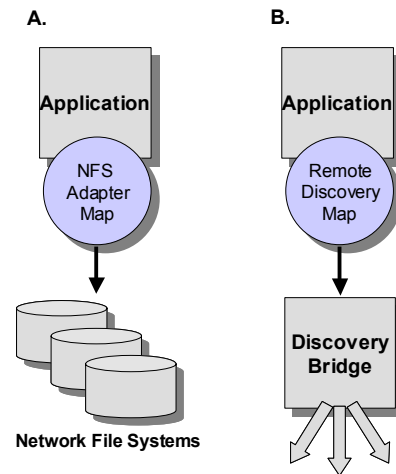 A.
Application
NFS
Adapter
Map
Network File Systems
B.
Application
Remote
Discovery
Map
Discovery
Bridge